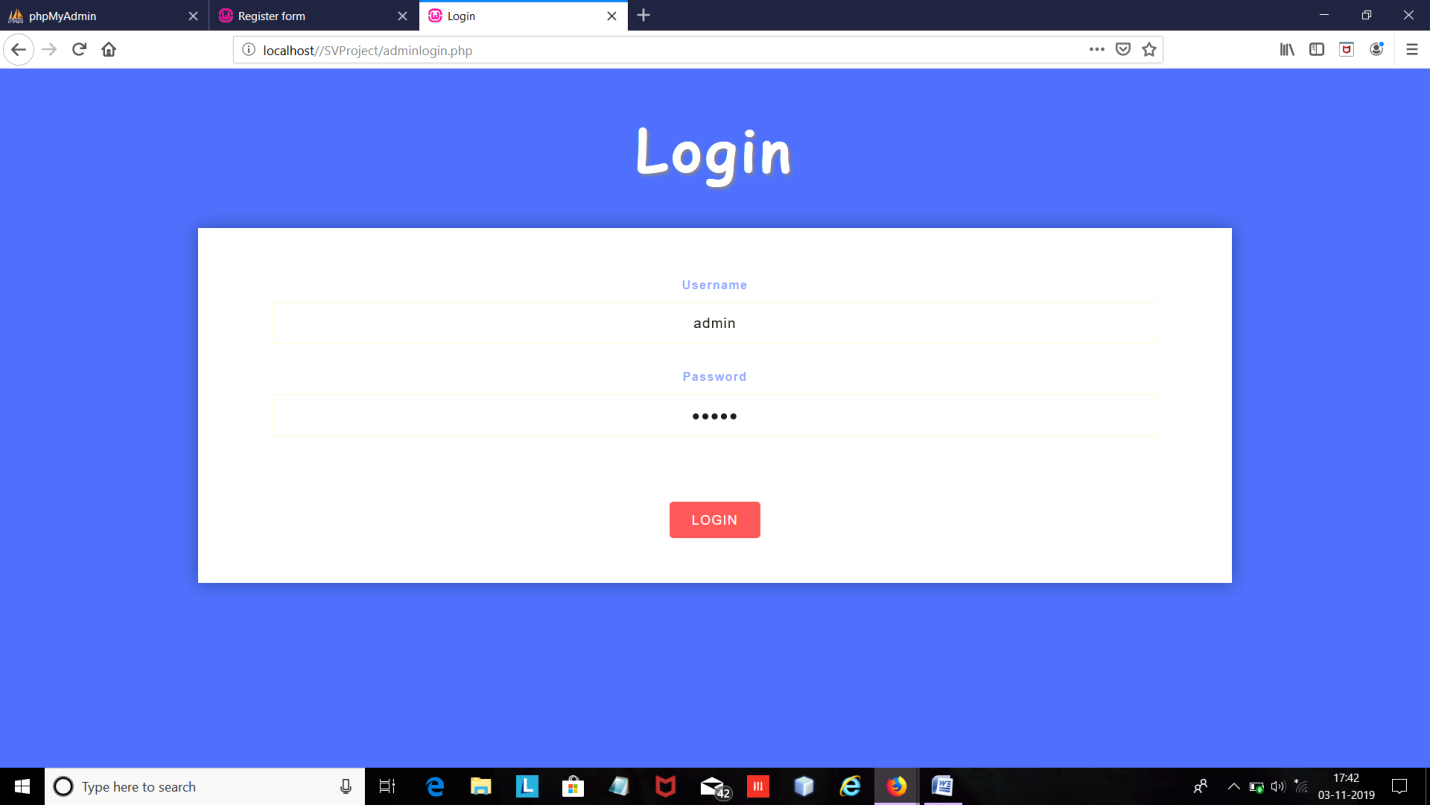 phpMyAdmin
Register form
Login
localhost//SVProject/adminlogin.php
Login
Username
admin
Password
•••••
LOGIN
Type here to search
L
42
W
17:42
03-11-2019